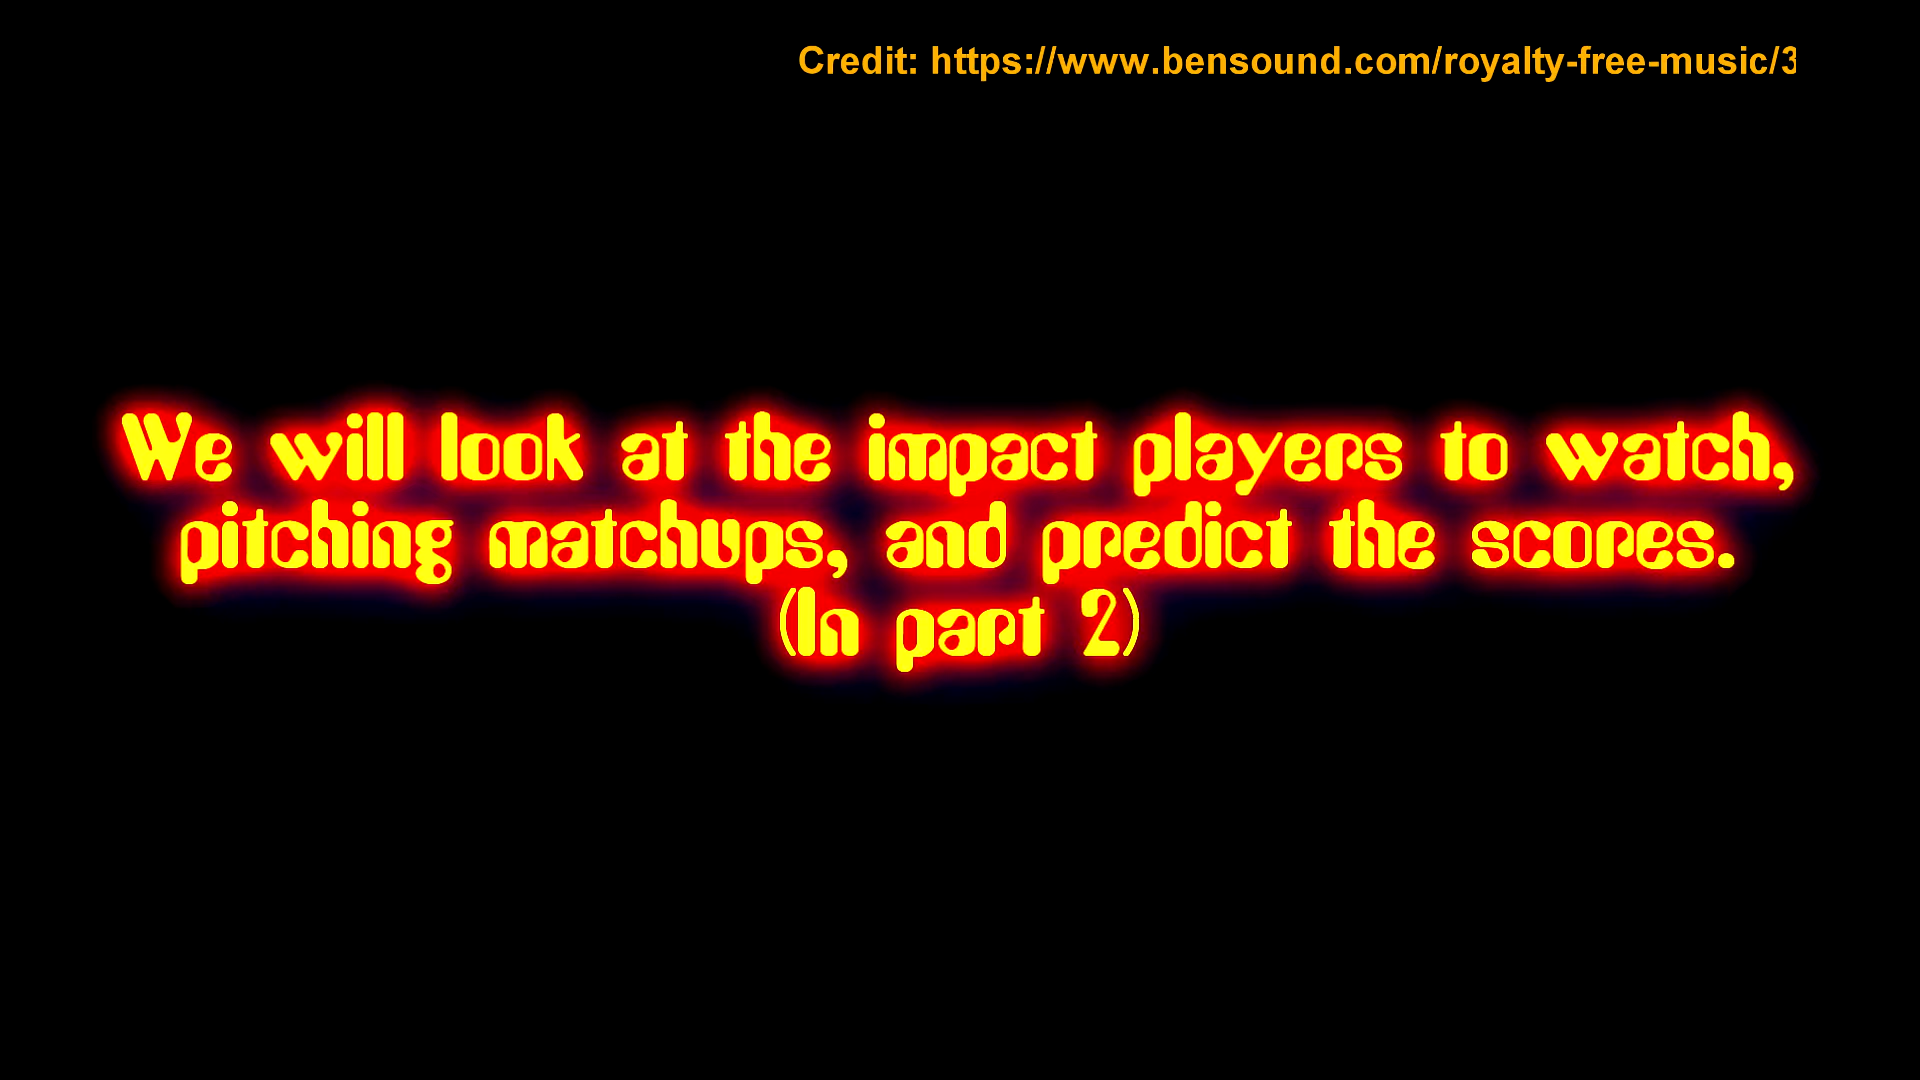 Credit: https://www.bensound.com/royalty-free-music/3
We will look at the impact players to watch,
pitching matchups, and predict the scores.
(In part 2)